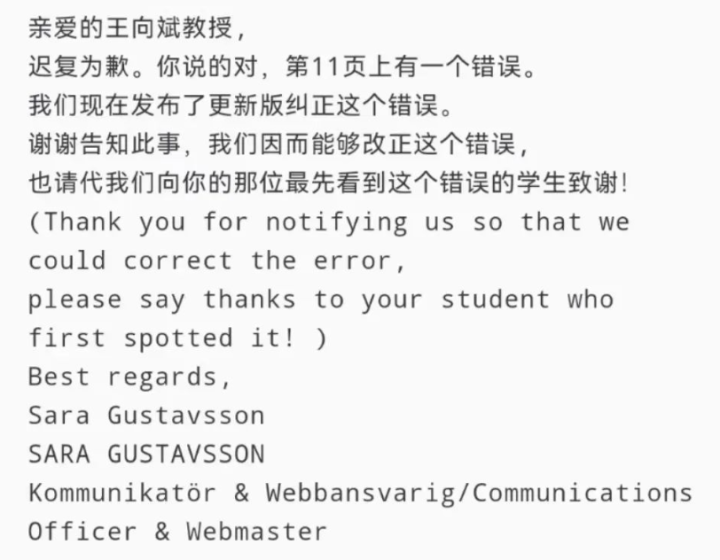 亲爱的王向斌教授，
迟复为歉。你说的对，第11页上有一个错误。
我们现在发布了更新版纠正这个错误。
谢谢告知此事，我们因而能够改正这个错误，
也请代我们向你的那位最先看到这个错误的学生致谢！
(Thank you for notifying us so that we
could correct the error,
please say thanks to your student who
first spotted it! )
Best regards,
Sara Gustavsson
SARA GUSTAVSSON
Kommunikatör & Webbansvarig/Communications
Officer & Webmaster